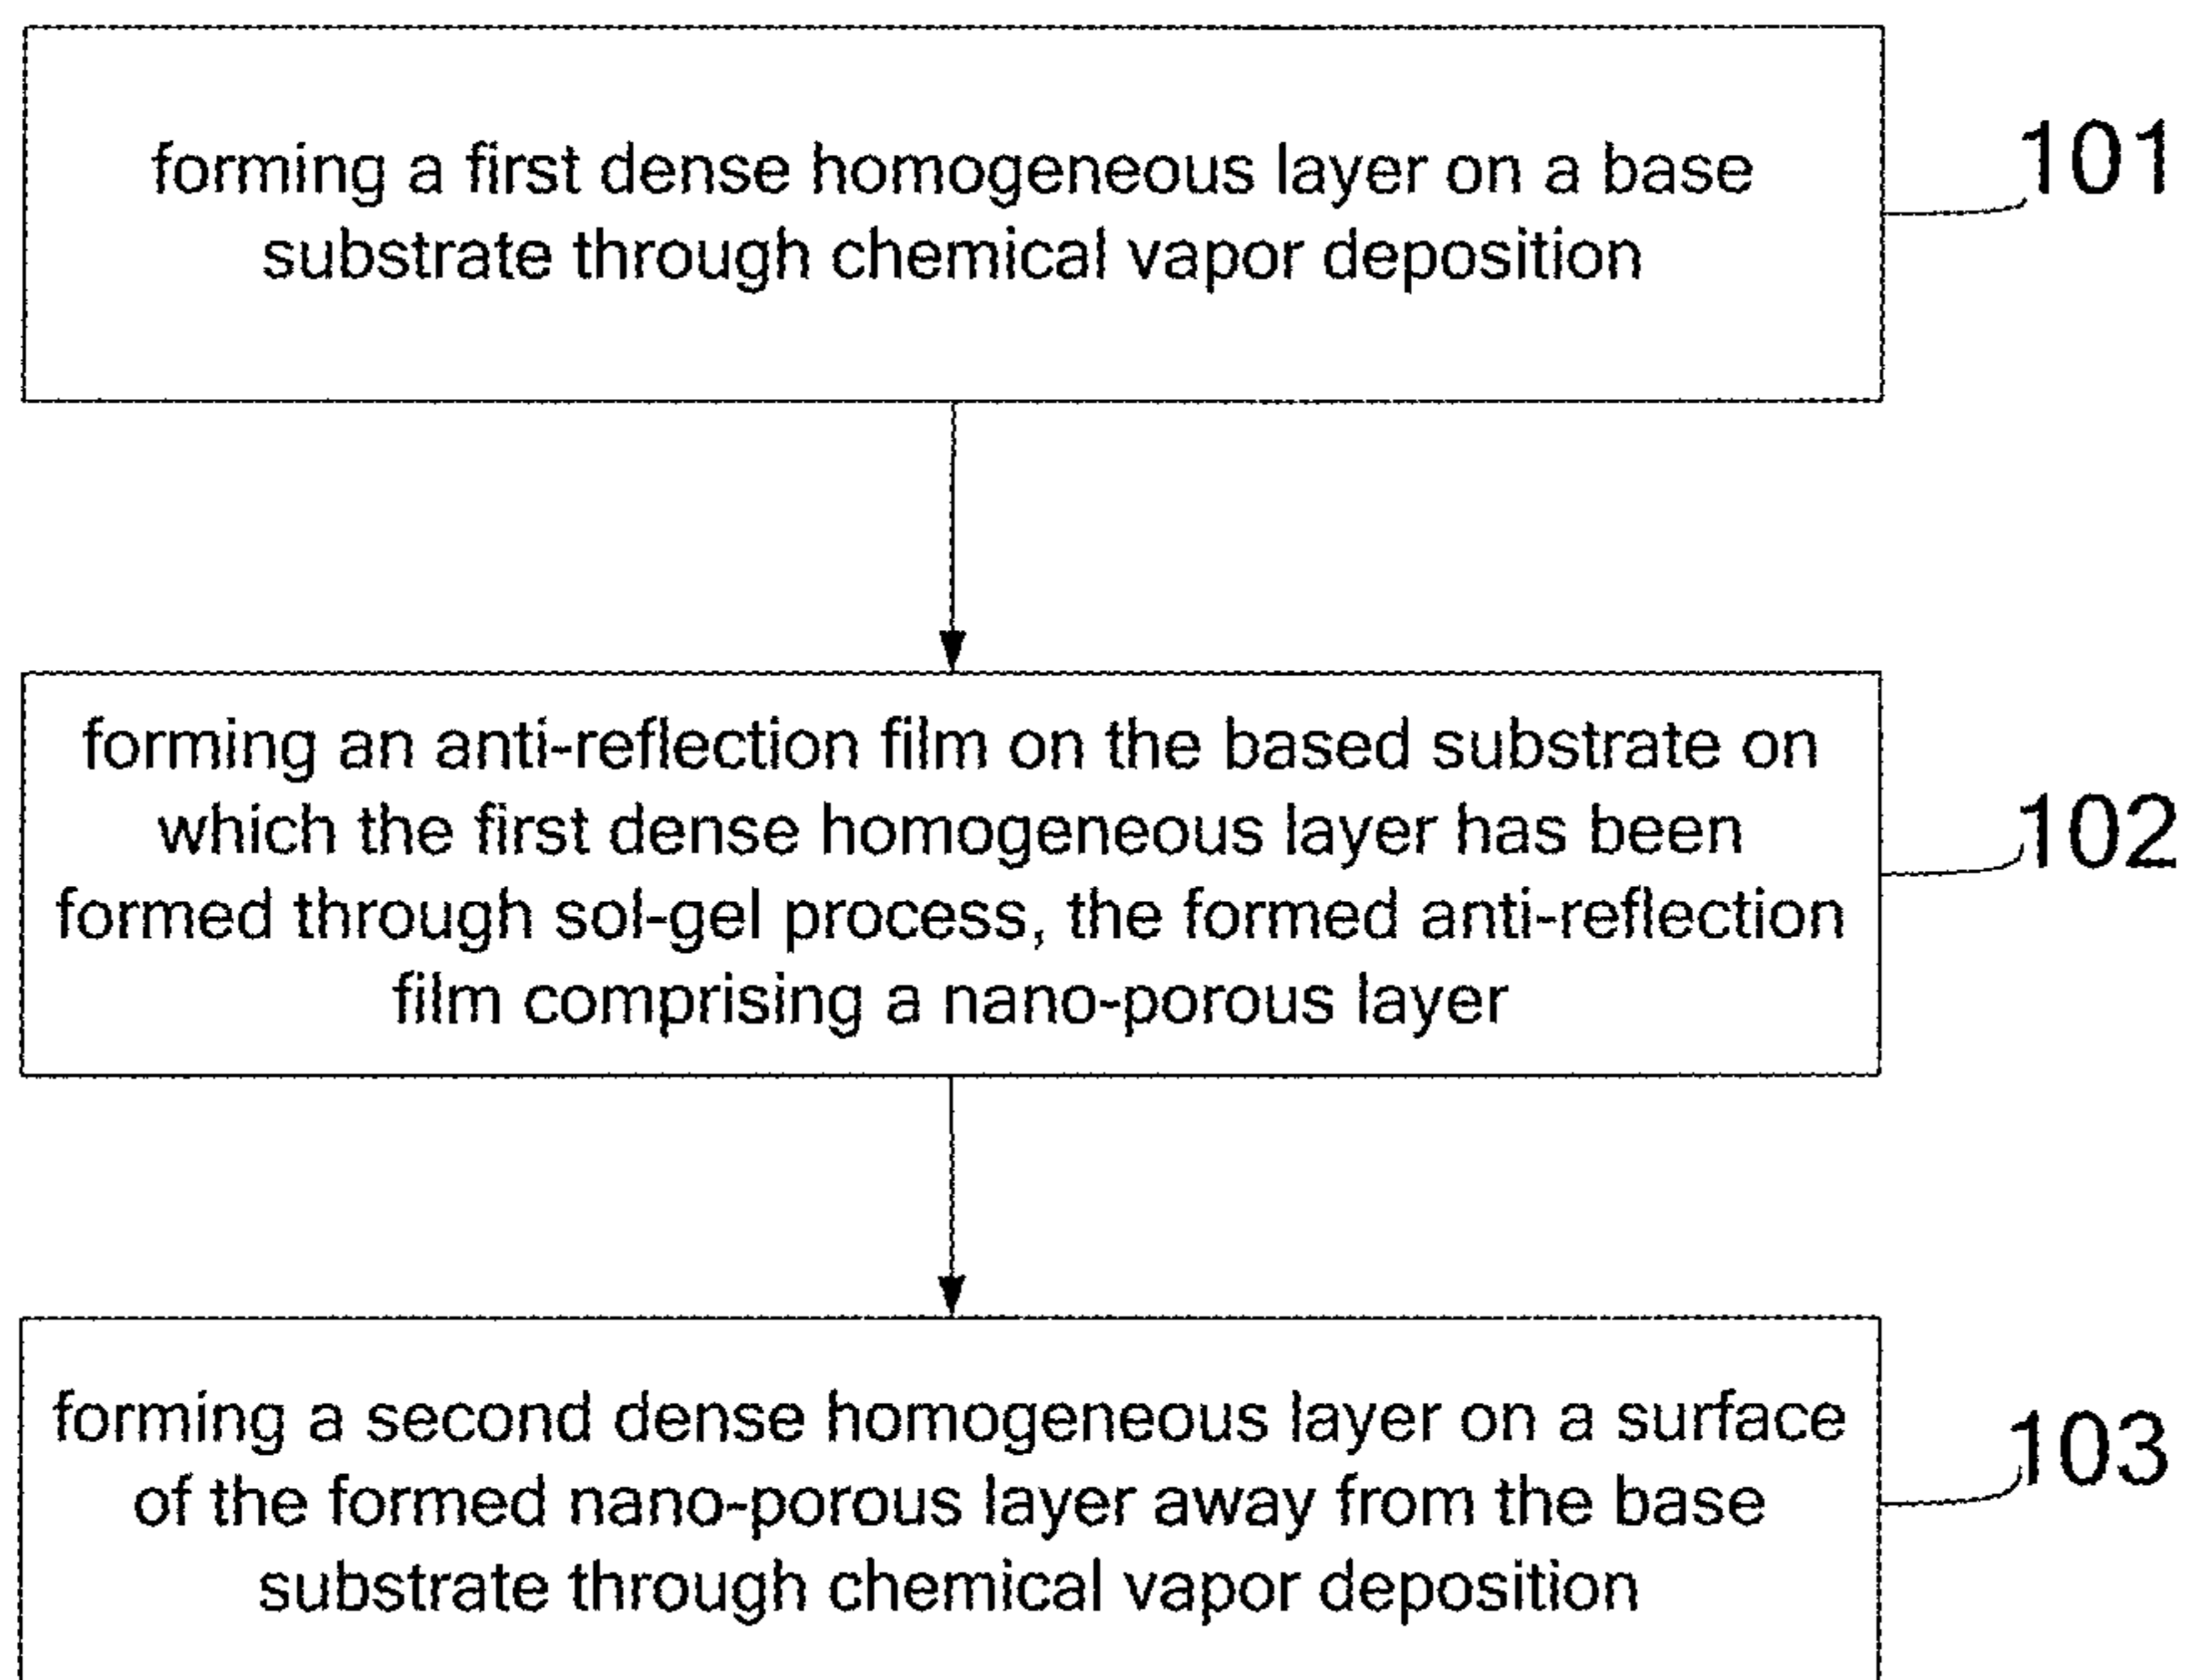 forming a first dense homogeneous layer on a base
substrate through chemical vapor deposition
101
forming an anti-reflection film on the based substrate on
which the first dense homogeneous layer has been
formed through sol-gel process, the formed anti-reflection
film comprising a nano-porous layer
102
forming a second dense homogeneous layer on a surface
of the formed nano-porous layer away from the base
substrate through chemical vapor deposition
103